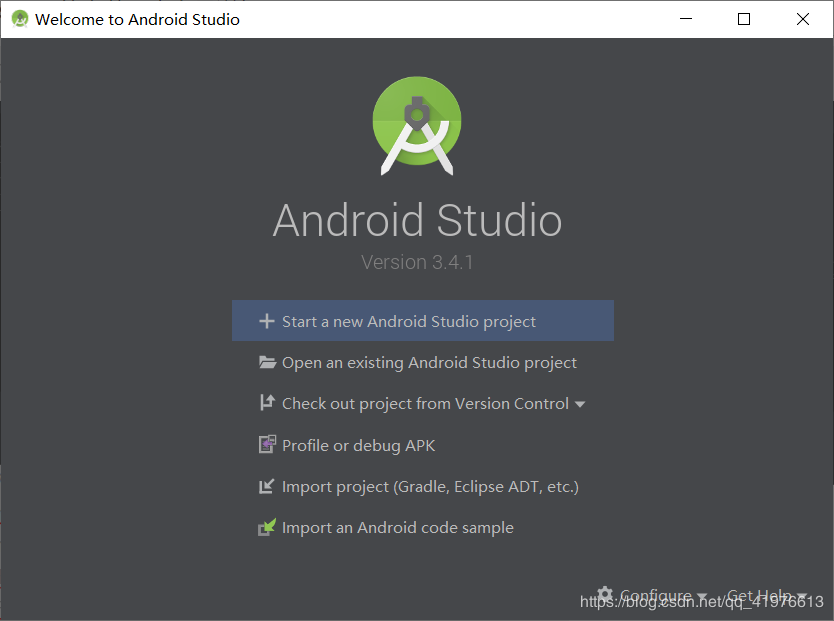 Welcome to Android Studio
Android Studio
Version 3.4.1
Start a new Android Studio project
Open an existing Android Studio project
Check out project from Version Control
Profile or debug APK
Import project (Gradle, Eclipse ADT, etc.)
Import an Android code sample
Configure Get Help
https://blog.csdn.net/qq_41976613